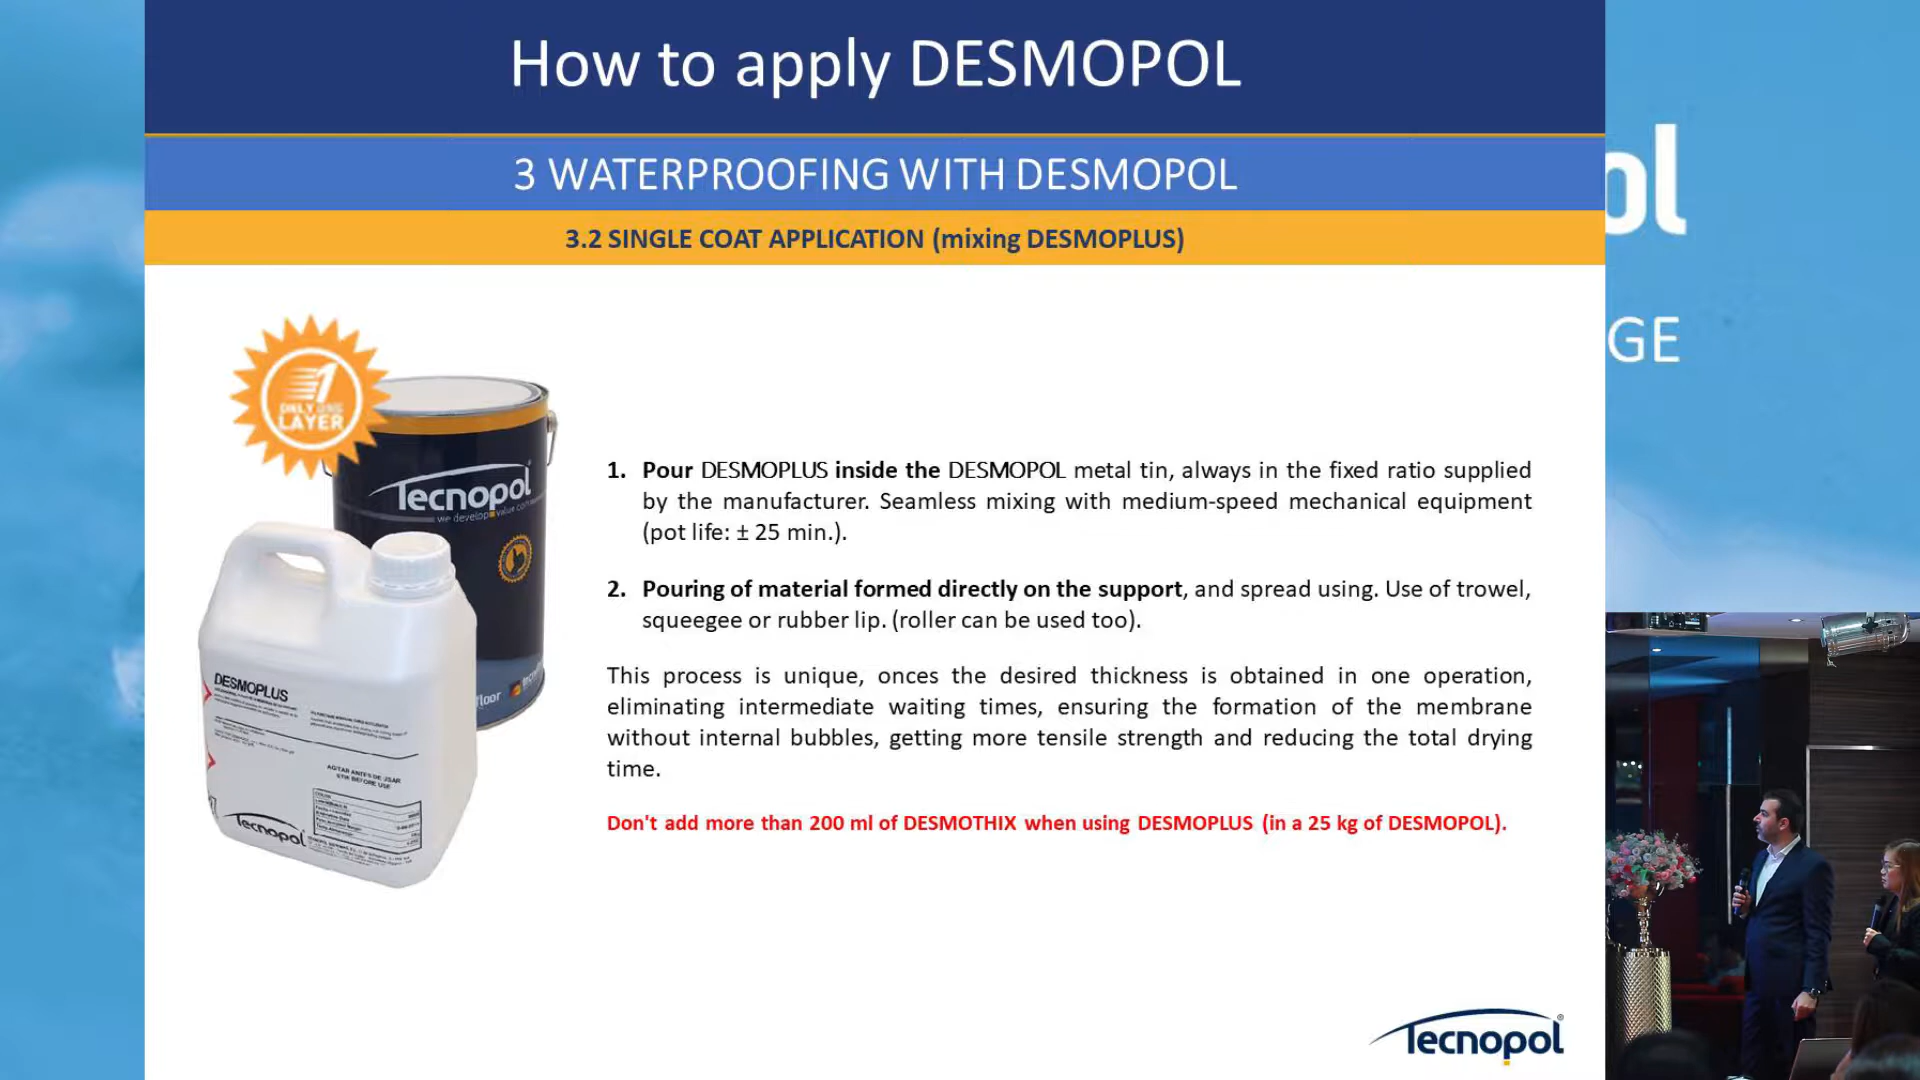 How to apply DESMOPOL
3 WATERPROOFING WITH DESMOPOL
3.2 SINGLE COAT APPLICATION (mixing DESMOPLUS)
ol
GE
1
ONLY ONE
LAYER
Tecnopol
we develop value
floor
DESMOPLUS
AGITAR ANTES DE USAR
STIR BEFORE USE
Tecnopol
1. Pour DESMOPLUS inside the DESMOPOL metal tin, always in the fixed ratio supplied
by the manufacturer. Seamless mixing with medium-speed mechanical equipment
(pot life: ± 25 min.).
2. Pouring of material formed directly on the support, and spread using. Use of trowel,
squeegee or rubber lip. (roller can be used too).
This process is unique, onces the desired thickness is obtained in one operation,
eliminating intermediate waiting times, ensuring the formation of the membrane
without internal bubbles, getting more tensile strength and reducing the total drying
time.
Don't add more than 200 ml of DESMOTHIX when using DESMOPLUS (in a 25 kg of DESMOPOL).
Tecnopol®